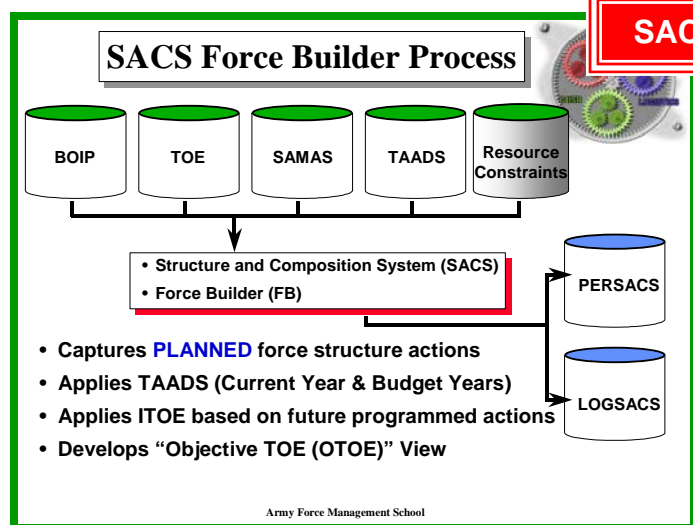 SAC
SACS Force Builder Process
BOIP
TOE
SAMAS
TAADS
Resource
Constraints
• Structure and Composition System (SACS)
• Force Builder (FB)
PERSACS
LOGSACS
• Captures PLANNED force structure actions
• Applies TAADS (Current Year & Budget Years)
• Applies ITOE based on future programmed actions
• Develops “Objective TOE (OTOE)” View
Army Force Management School